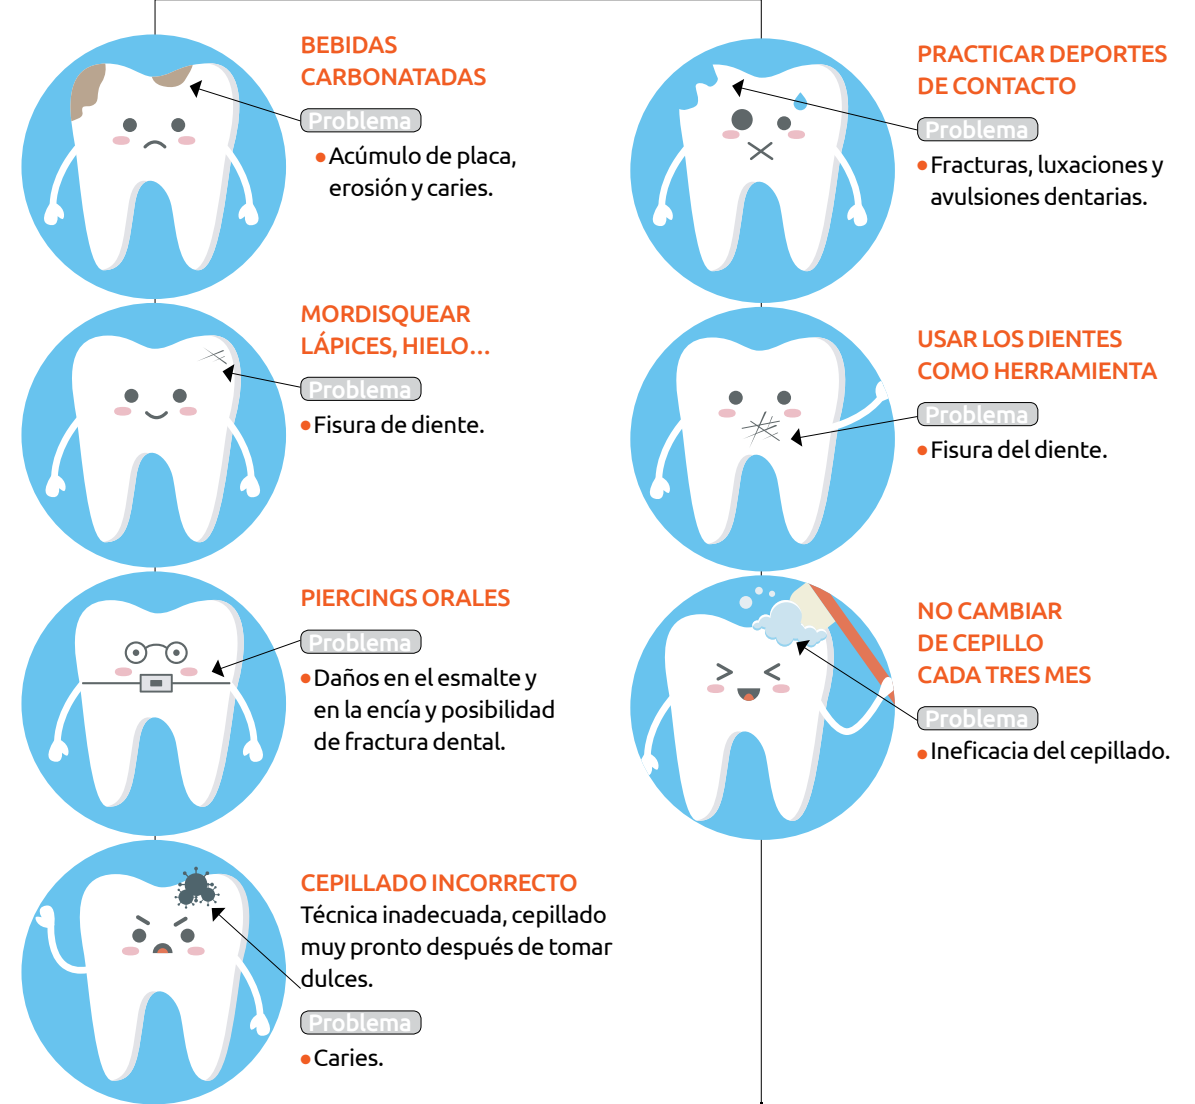 BEBIDAS
CARBONATADAS
Problema
Acúmulo de placa,
erosión y caries.
MORDISQUEAR
LÁPICES, HIELO...
Problema
Fisura de diente.
PIERCINGS ORALES
Problema
Daños en el esmalte y
en la encía y posibilidad
de fractura dental.
CEPILLADO INCORRECTO
Técnica inadecuada, cepillado
muy pronto después de tomar
dulces.
Problema
Caries.
PRACTICAR DEPORTES
DE CONTACTO
Problema
Fracturas, luxaciones y
avulsiones dentarias.
USAR LOS DIENTES
COMO HERRAMIENTA
Problema
Fisura del diente.
NO CAMBIAR
DE CEPILLO
CADA TRES MES
Problema
Ineficacia del cepillado.